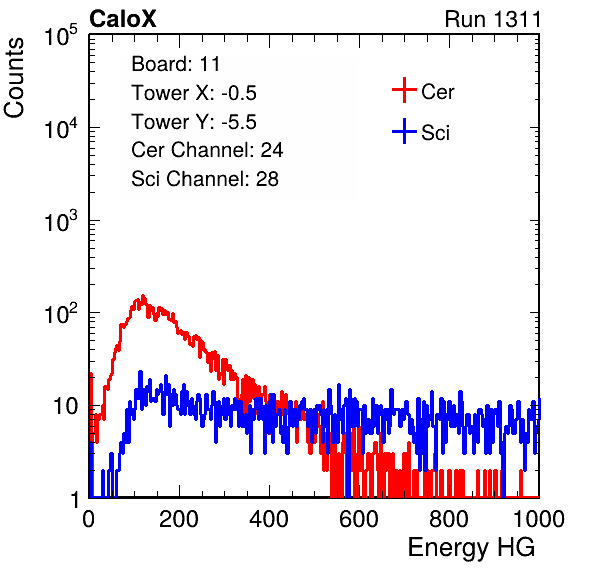 CaloX
Run 1311
Counts
10^5
10^4
10^3
10^2
10
1
Board: 11
Tower X: -0.5
Tower Y: -5.5
Cer Channel: 24
Sci Channel: 28
Cer
Sci
0 200 400 600 800 1000
Energy HG